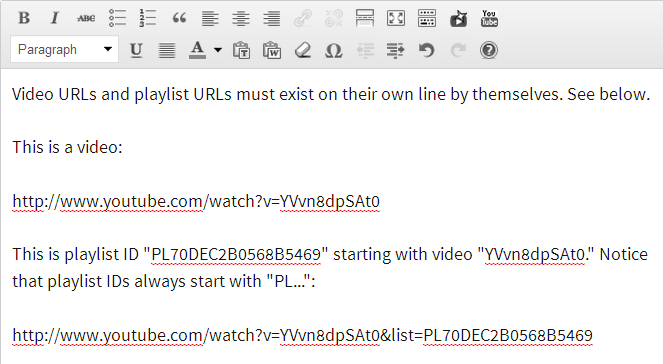 B I ABC
You Tube
Paragraph U A T W Ω ?
Video URLs and playlist URLs must exist on their own line by themselves. See below.
This is a video:
http://www.youtube.com/watch?v=YVvn8dpSAt0
This is playlist ID "PL70DEC2B0568B5469" starting with video "YVvn8dpSAt0." Notice
that playlist IDs always start with "PL...":
http://www.youtube.com/watch?v=YVvn8dpSAt0&list=PL70DEC2B0568B5469